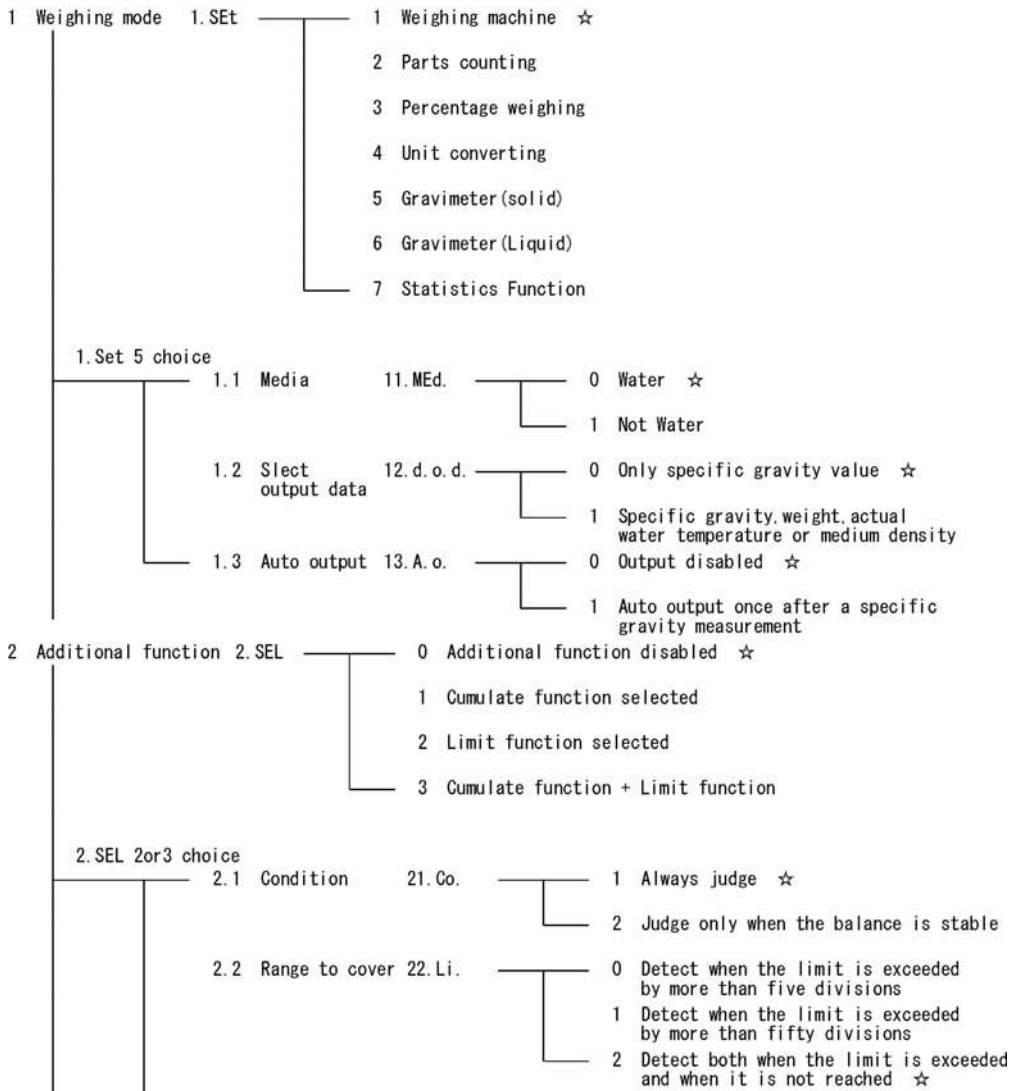 1 Weighing mode 1.SEt 1 Weighing machine ☆
2 Parts counting
3 Percentage weighing
4 Unit converting
5 Gravimeter(solid)
6 Gravimeter(Liquid)
7 Statistics Function
1.Set 5 choice
1.1 Media 11.MEd. 0 Water ☆
1 Not Water
1.2 Slect 12.d.o.d. 0 Only specific gravity value ☆
output data
1 Specific gravity,weight,actual
water temperature or medium density
1.3 Auto output 13.A.o. 0 Output disabled ☆
1 Auto output once after a specific
gravity measurement
2 Additional function 2.SEL 0 Additional function disabled ☆
1 Cumulate function selected
2 Limit function selected
3 Cumulate function + Limit function
2.SEL 2or3 choice
2.1 Condition 21.Co. 1 Always judge ☆
2 Judge only when the balance is stable
2.2 Range to cover 22.Li. 0 Detect when the limit is exceeded
by more than five divisions
1 Detect when the limit is exceeded
by more than fifty divisions
2 Detect both when the limit is exceeded
and when it is not reached ☆